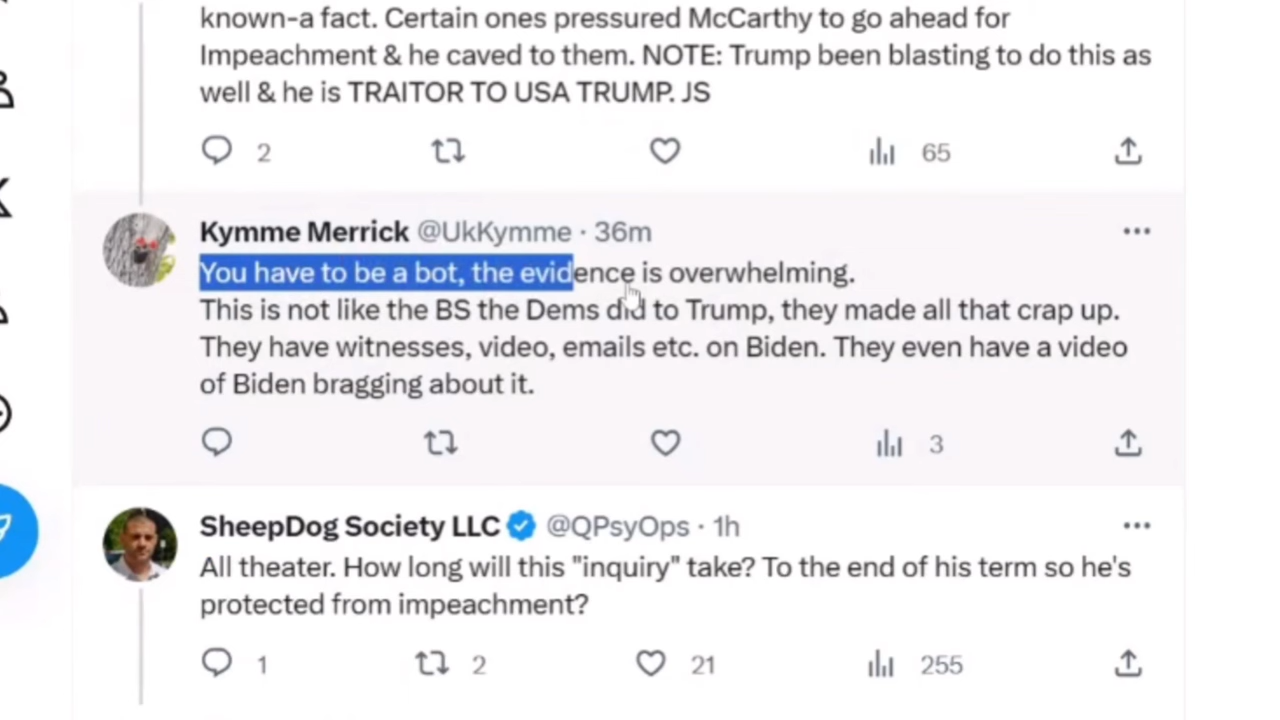 known-a fact. Certain ones pressured McCarthy to go ahead for
Impeachment & he caved to them. NOTE: Trump been blasting to do this as
well & he is TRAITOR TO USA TRUMP. JS
2 65
Kymme Merrick @UkKymme · 36m
You have to be a bot, the evidence is overwhelming.
This is not like the BS the Dems did to Trump, they made all that crap up.
They have witnesses, video, emails etc. on Biden. They even have a video
of Biden bragging about it.
3
SheepDog Society LLC @QPsyOps · 1h
All theater. How long will this "inquiry" take? To the end of his term so he's
protected from impeachment?
1 2 21 255